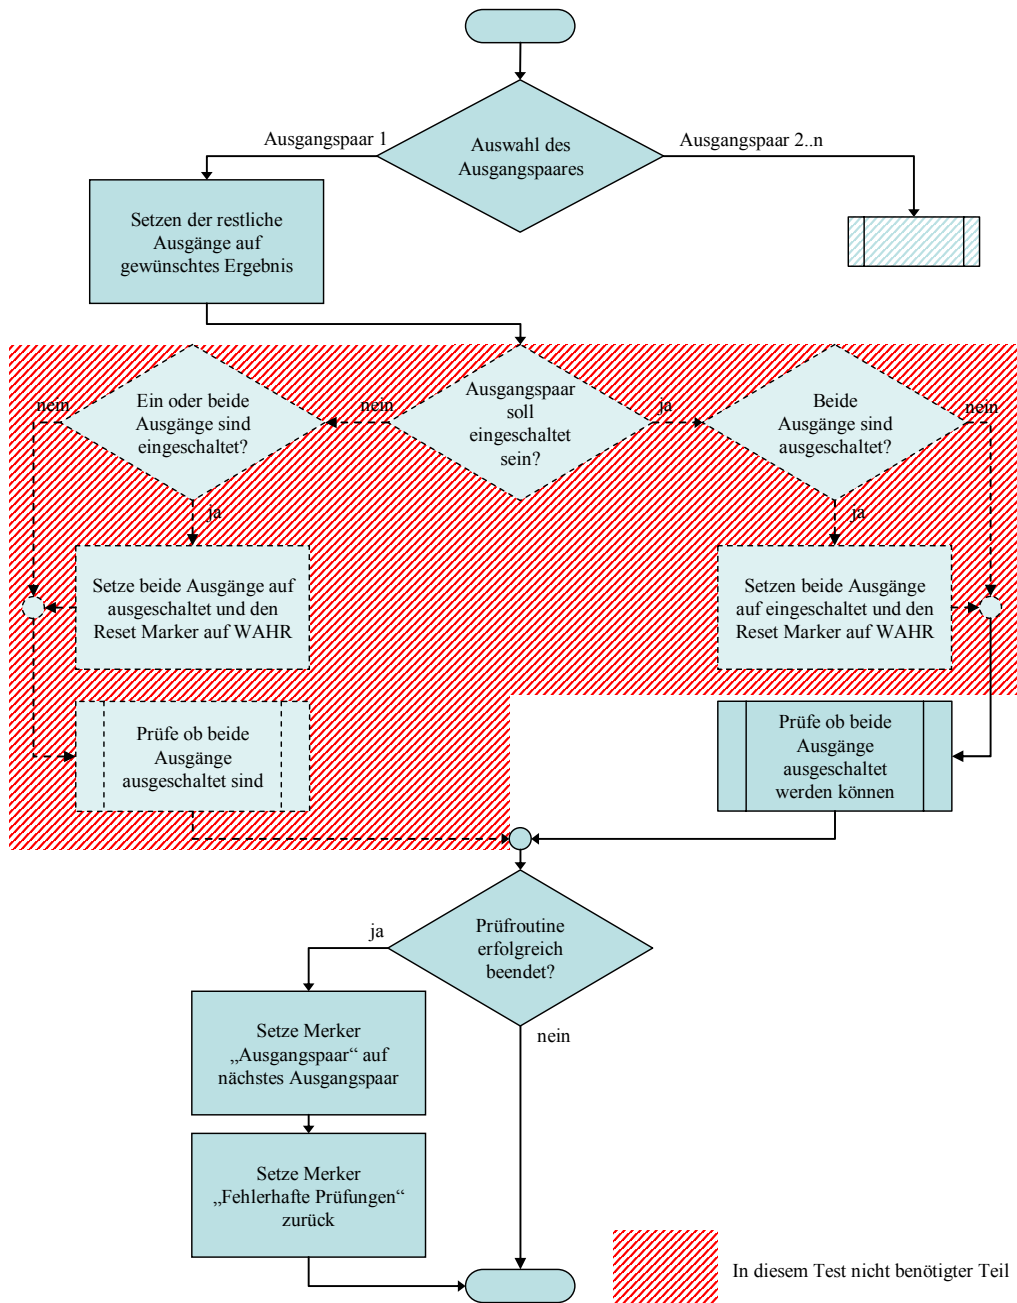 Ausgangspaar 1
Auswahl des
Ausgangspaares
Ausgangspaar 2..n
Setzen der restliche
Ausgänge auf
gewünschtes Ergebnis
nein
Ein oder beide
Ausgänge sind
eingeschaltet?
nein
Ausgangspaar
soll
eingeschaltet
sein?
ja
Beide
Ausgänge sind
ausgeschaltet?
nein
ja
ja
Setze beide Ausgänge auf
ausgeschaltet und den
Reset Marker auf WAHR
Setzen beide Ausgänge
auf eingeschaltet und den
Reset Marker auf WAHR
Prüfe ob beide
Ausgänge
ausgeschaltet sind
Prüfe ob beide
Ausgänge
ausgeschaltet
werden können
ja
Prüfroutine
erfolgreich
beendet?
nein
Setze Merker
„Ausgangspaar“ auf
nächstes Ausgangspaar
Setze Merker
„Fehlerhafte Prüfungen“
zurück
In diesem Test nicht benötigter Teil